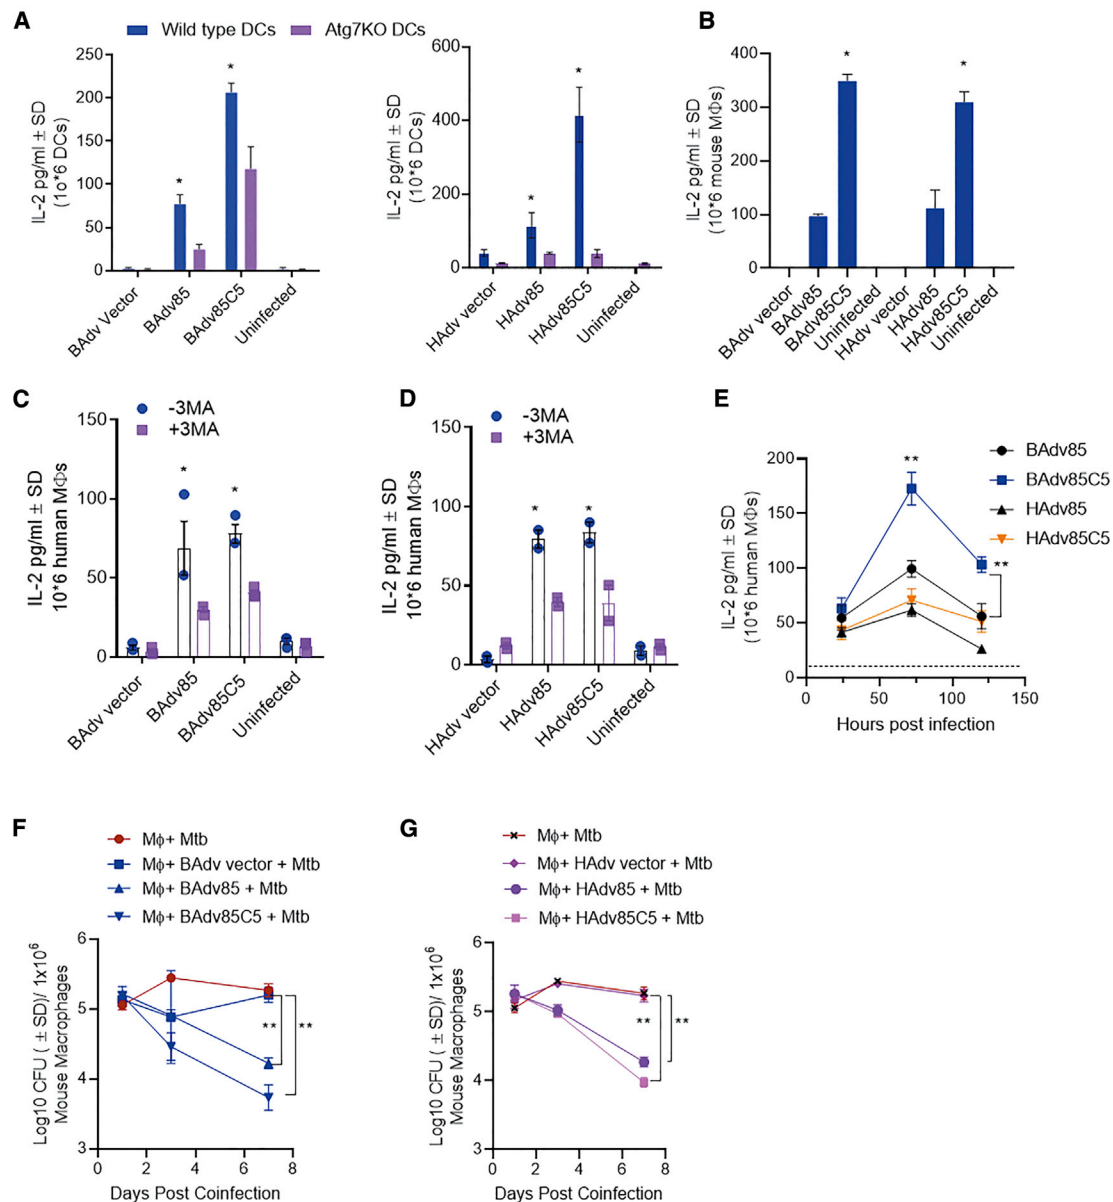 A
Wild type DCs
Atg7KO DCs
IL-2 pg/ml ± SD
(1o*6 DCs)
250
200
150
100
50
0
*
*
BAdv Vector
BAdv85
BAdv85C5
Uninfected
IL-2 pg/ml ± SD
(10*6 DCs)
600
400
200
0
*
*
HAdv vector
HAdv85
HAdv85C5
Uninfected
B
IL-2 pg/ml ± SD
(10*6 mouse MΦs)
400
300
200
100
0
*
*
BAdv vector
BAdv85
BAdv85C5
Uninfected
HAdv vector
HAdv85
HAdv85C5
Uninfected
C
-3MA
+3MA
IL-2 pg/ml ± SD
10*6 human MΦs
150
100
50
0
*
*
BAdv vector
BAdv85
BAdv85C5
Uninfected
D
-3MA
+3MA
IL-2 pg/ml ± SD
10*6 human MΦs
150
100
50
0
*
*
HAdv vector
HAdv85
HAdv85C5
Uninfected
E
BAdv85
BAdv85C5
HAdv85
HAdv85C5
IL-2 pg/ml ± SD
(10*6 human MΦs)
200
150
100
50
0
**
**
0
50
100
150
Hours post infection
F
Mϕ+ Mtb
Mϕ+ BAdv vector + Mtb
Mϕ+ BAdv85 + Mtb
Mϕ+ BAdv85C5 + Mtb
Log10 CFU ( ± SD)/ 1x10⁶
Mouse Macrophages
6
5
4
3
**
**
0
2
4
6
8
Days Post Coinfection
G
Mϕ+ Mtb
Mϕ+ HAdv vector + Mtb
Mϕ+ HAdv85 + Mtb
Mϕ+ HAdv85C5 + Mtb
Log10 CFU ( ± SD)/ 1x10⁶
Mouse Macrophages
6
5
4
3
**
**
0
2
4
6
8
Days Post Coinfection